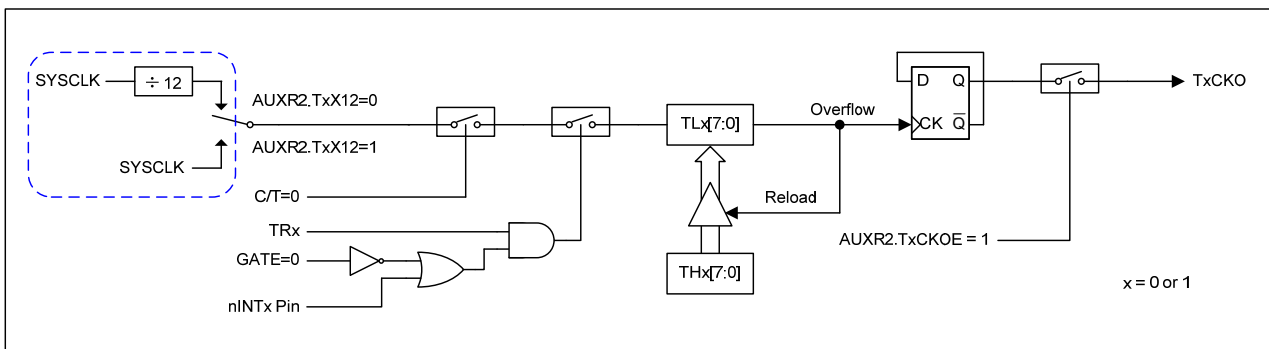 SYSCLK
÷ 12
AUXR2.TxX12=0
AUXR2.TxX12=1
SYSCLK
C/T=0
TRx
GATE=0
nINTx Pin
TLx[7:0]
Overflow
Reload
THx[7:0]
D Q
CK Q̅
TxCKO
AUXR2.TxCKOE = 1
x = 0 or 1